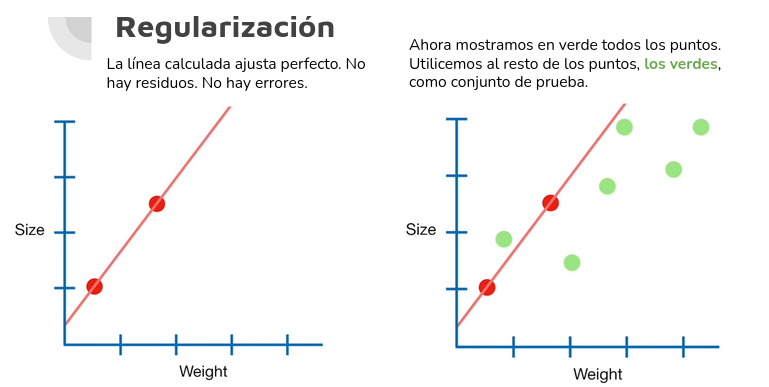 Regularización
La línea calculada ajusta perfecto. No
hay residuos. No hay errores.
Ahora mostramos en verde todos los puntos.
Utilicemos al resto de los puntos, los verdes,
como conjunto de prueba.
Size
Weight
Size
Weight